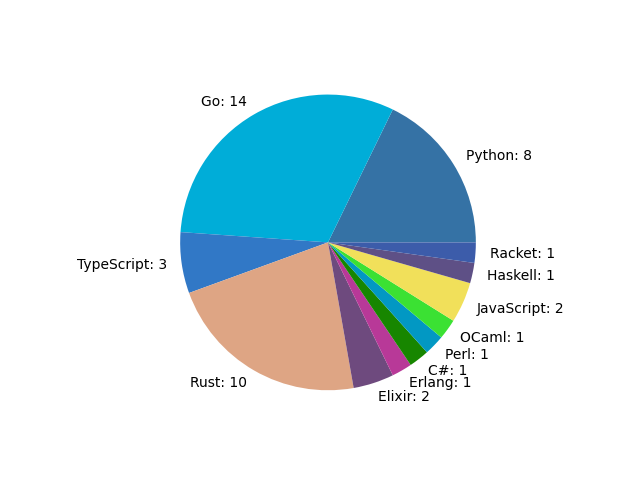 Go: 14
Python: 8
Racket: 1
TypeScript: 3
Haskell: 1
JavaScript: 2
OCaml: 1
Perl: 1
C#: 1
Rust: 10
Erlang: 1
Elixir: 2